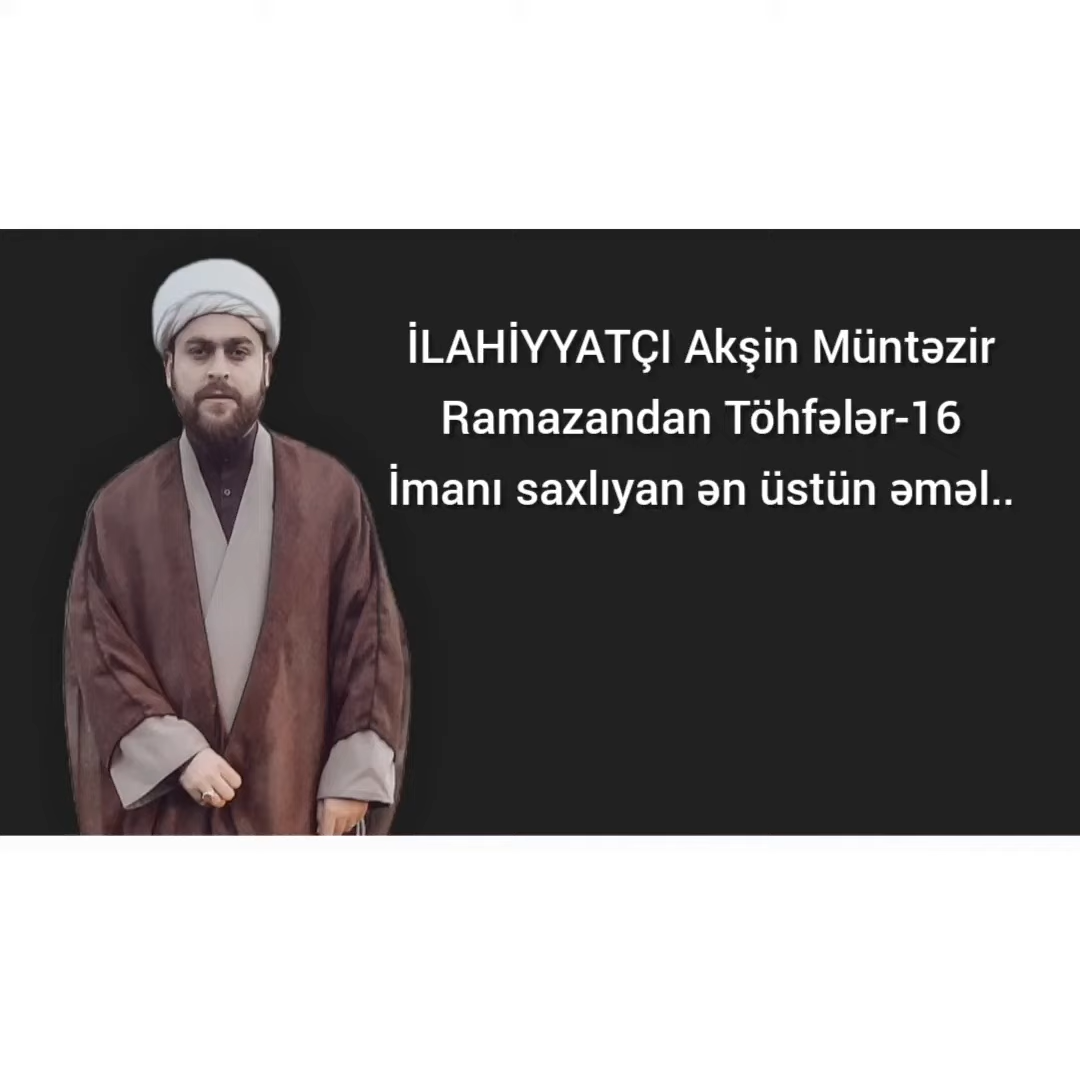 İLAHİYYATÇI Akşin Müntəzir
Ramazandan Töhfələr-16
İmanı saxlıyan ən üstün əməl..